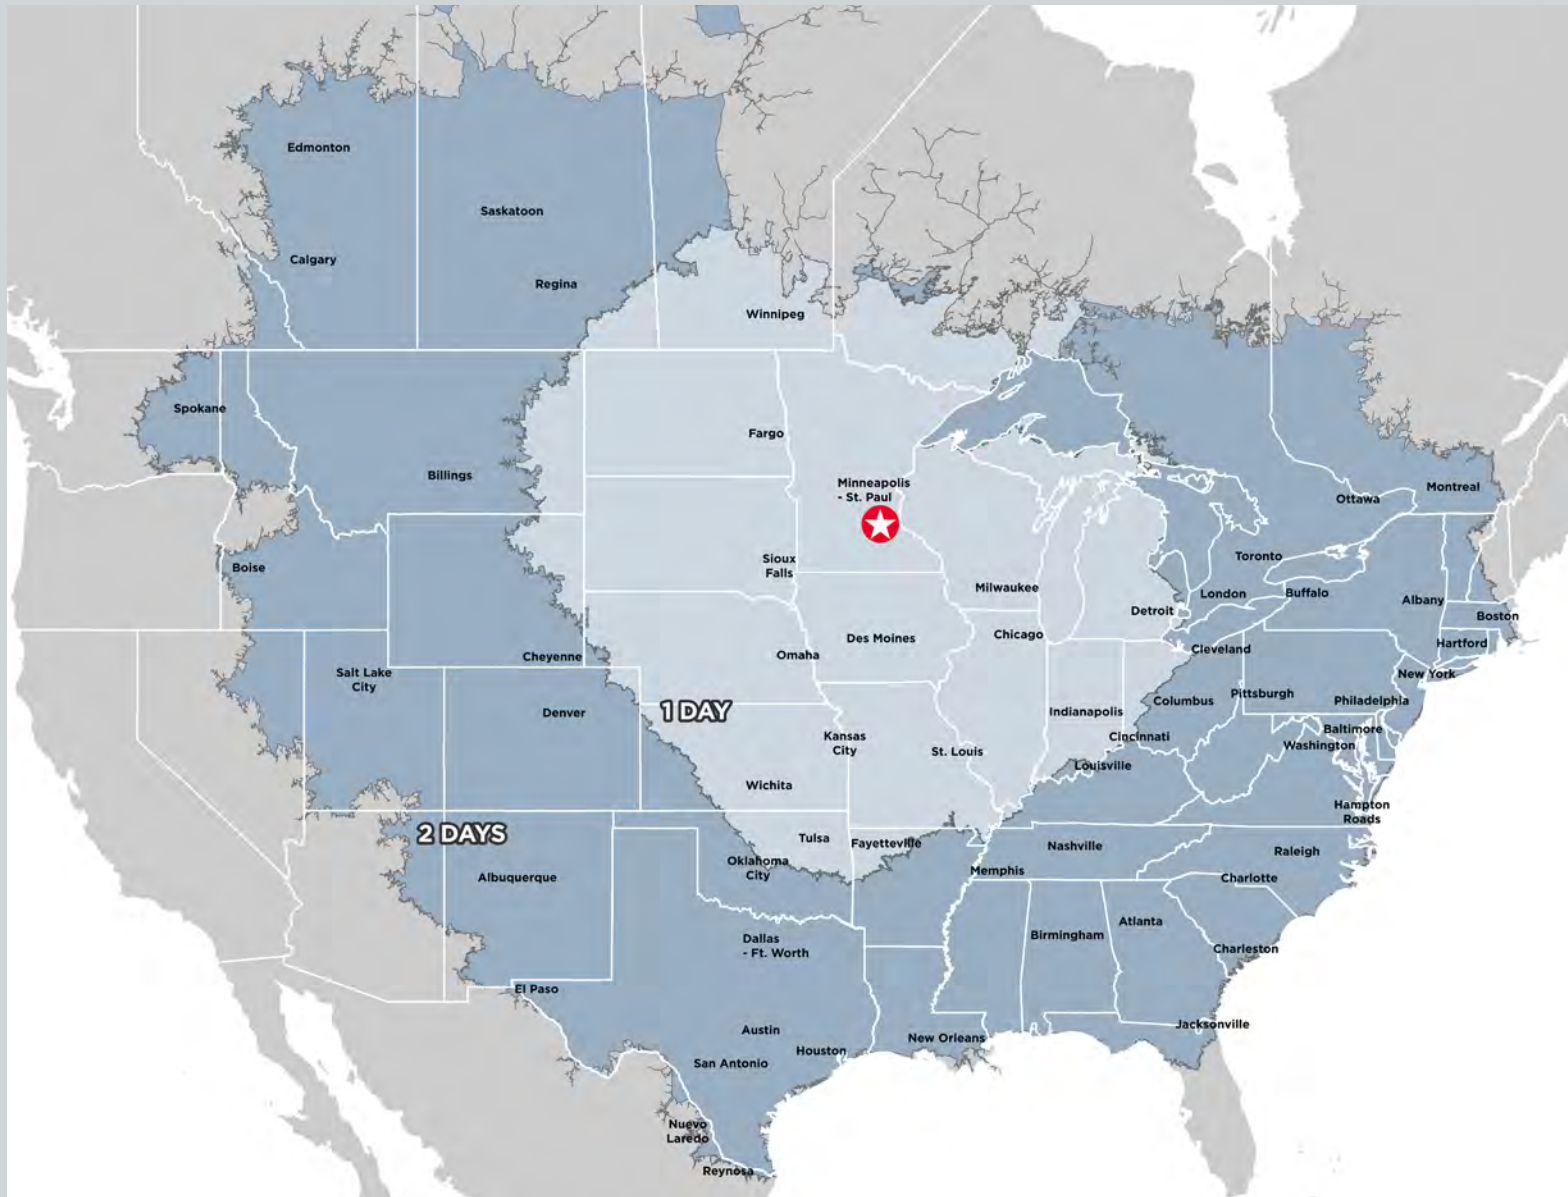 Edmonton
Saskatoon
Calgary
Regina
Winnipeg
Spokane
Fargo
Billings
Minneapolis
- St. Paul
Montreal
Ottawa
Toronto
Sioux
Falls
Boise
Milwaukee
London
Buffalo
Albany
Detroit
Boston
Chicago
Des Moines
Hartford
Cleveland
Omaha
Cheyenne
Salt Lake
City
New York
Pittsburgh
Columbus
Philadelphia
Denver
1 DAY
Indianapolis
Baltimore
Washington
Cincinnati
Kansas
City
St. Louis
Louisville
Wichita
Hampton
Roads
2 DAYS
Tulsa
Fayetteville
Nashville
Raleigh
Oklahoma
City
Memphis
Charlotte
Albuquerque
Atlanta
Birmingham
Dallas
- Ft. Worth
Charleston
El Paso
Jacksonville
Austin
New Orleans
Houston
San Antonio
Nuevo
Laredo
Reynosa